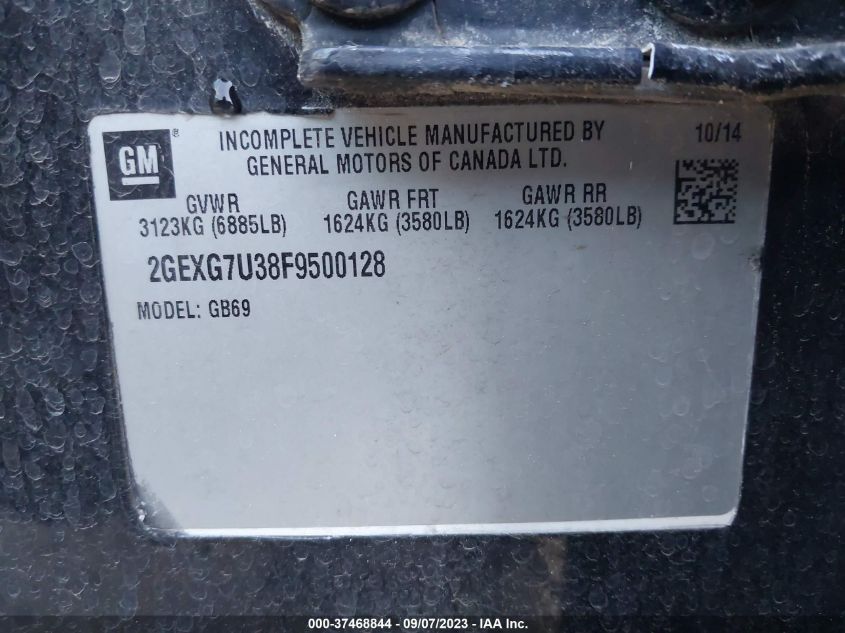 GM ® INCOMPLETE VEHICLE MANUFACTURED BY 10/14
GENERAL MOTORS OF CANADA LTD.
GVWR GAWR FRT GAWR RR
3123KG (6885LB) 1624KG (3580LB) 1624KG (3580LB)
2GEXG7U38F9500128
MODEL: GB69
000-37468844 - 09/07/2023 - IAA Inc.